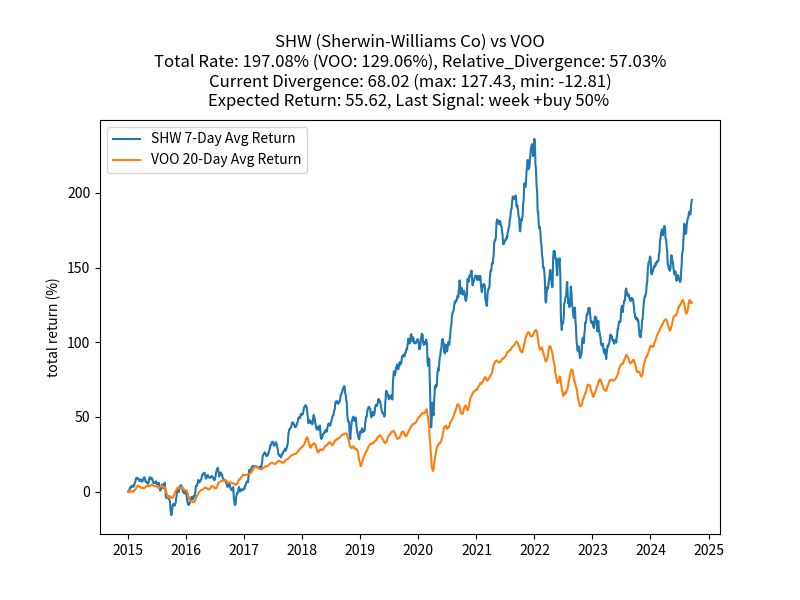 SHW (Sherwin-Williams Co) vs VOO
Total Rate: 197.08% (VOO: 129.06%), Relative_Divergence: 57.03%
Current Divergence: 68.02 (max: 127.43, min: -12.81)
Expected Return: 55.62, Last Signal: week +buy 50%
SHW 7-Day Avg Return
VOO 20-Day Avg Return
total return (%)
200
150
100
50
0
2015 2016 2017 2018 2019 2020 2021 2022 2023 2024 2025